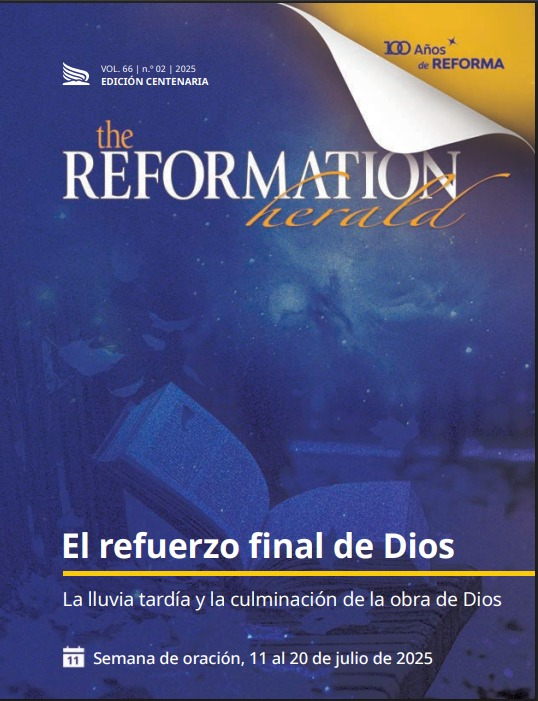 100 Años
de REFORMA
VOL. 66 | n.º 02 | 2025
EDICIÓN CENTENARIA
the
REFORMATION
herald
El refuerzo final de Dios
La lluvia tardía y la culminación de la obra de Dios
11
Semana de oración, 11 al 20 de julio de 2025